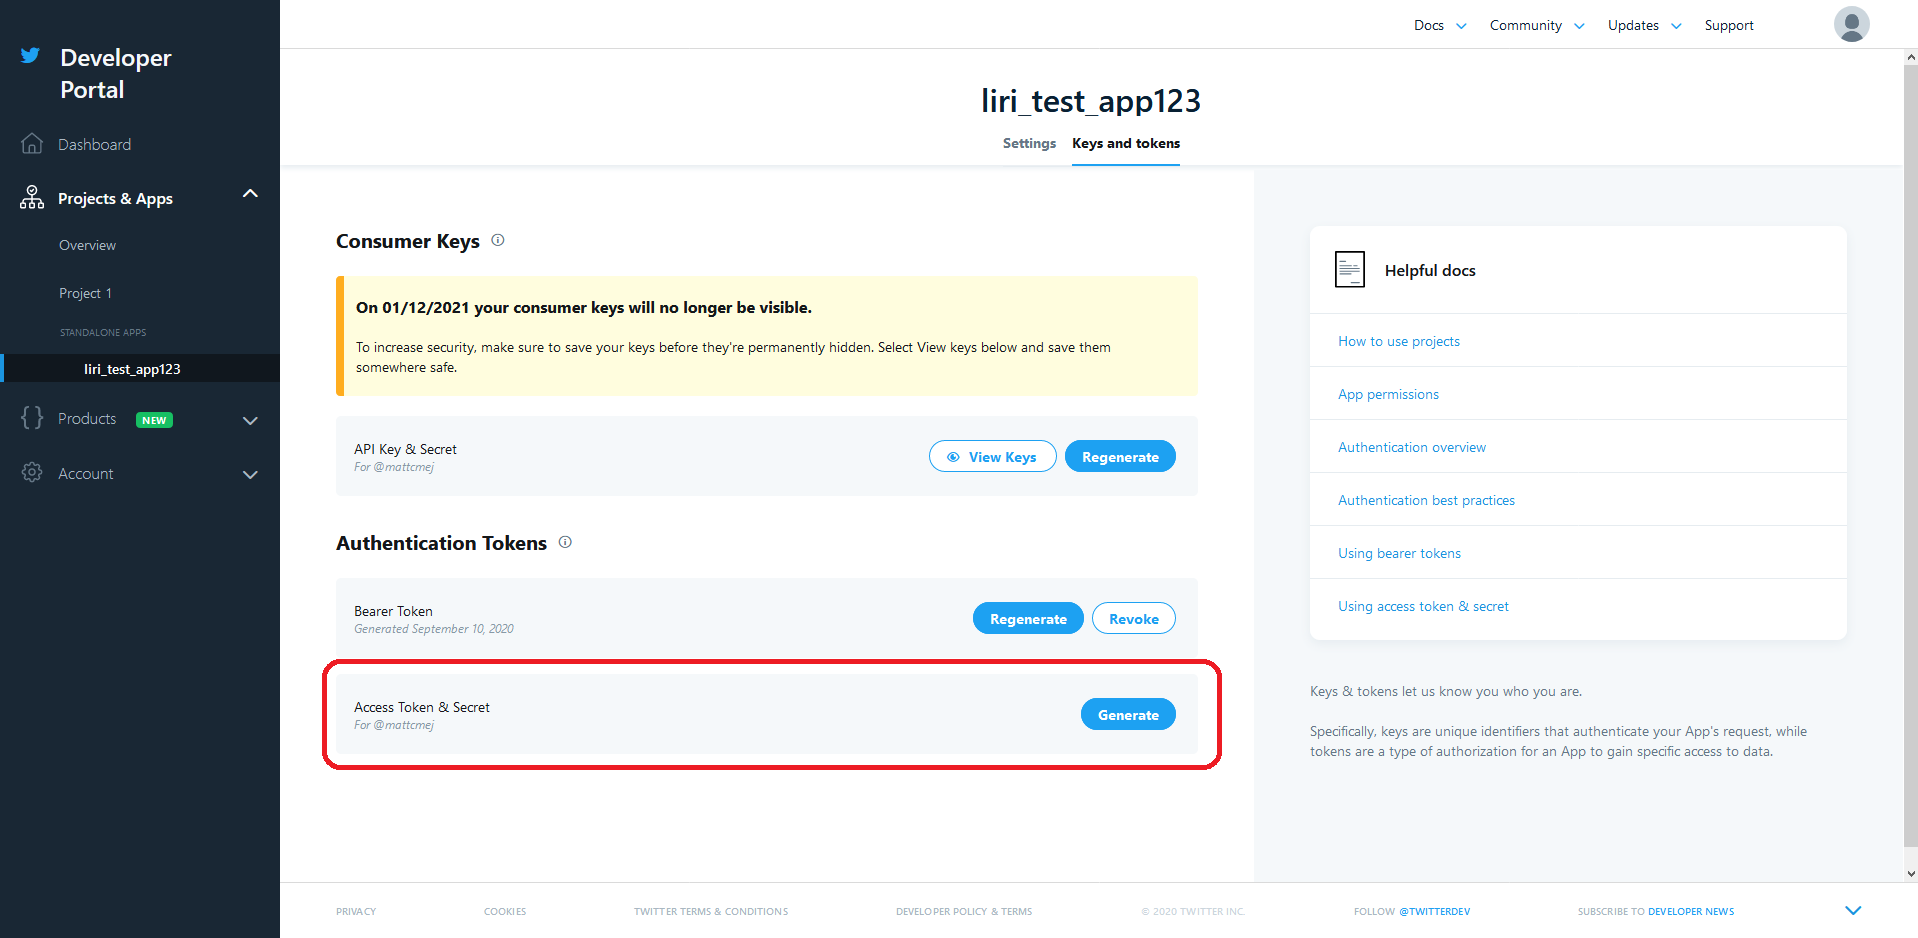 Developer
Portal
Dashboard
Projects & Apps
Overview
Project 1
STANDALONE APPS
liri_test_app123
Products NEW
Account
Docs Community Updates Support
liri_test_app123
Settings Keys and tokens
Consumer Keys
On 01/12/2021 your consumer keys will no longer be visible.
To increase security, make sure to save your keys before they're permanently hidden. Select View keys below and save them
somewhere safe.
API Key & Secret
For @mattcmej
View Keys Regenerate
Authentication Tokens
Bearer Token
Generated September 10, 2020
Regenerate Revoke
Access Token & Secret
For @mattcmej
Generate
Helpful docs
How to use projects
App permissions
Authentication overview
Authentication best practices
Using bearer tokens
Using access token & secret
Keys & tokens let us know you who you are.
Specifically, keys are unique identifiers that authenticate your App's request, while
tokens are a type of authorization for an App to gain specific access to data.
PRIVACY COOKIES TWITTER TERMS & CONDITIONS DEVELOPER POLICY & TERMS © 2020 TWITTER INC. FOLLOW @TWITTERDEV SUBSCRIBE TO DEVELOPER NEWS